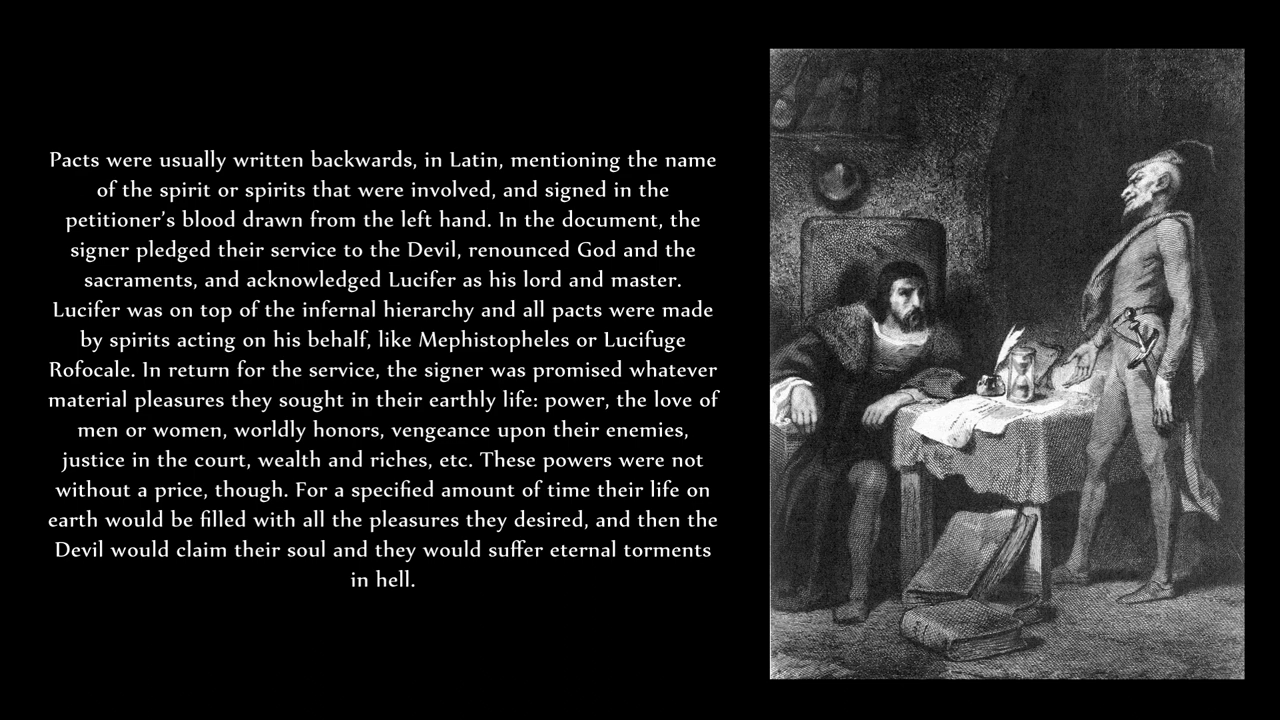 Pacts were usually written backwards, in Latin, mentioning the name
of the spirit or spirits that were involved, and signed in the
petitioner’s blood drawn from the left hand. In the document, the
signer pledged their service to the Devil, renounced God and the
sacraments, and acknowledged Lucifer as his lord and master.
Lucifer was on top of the infernal hierarchy and all pacts were made
by spirits acting on his behalf, like Mephistopheles or Lucifuge
Rofocale. In return for the service, the signer was promised whatever
material pleasures they sought in their earthly life: power, the love of
men or women, worldly honors, vengeance upon their enemies,
justice in the court, wealth and riches, etc. These powers were not
without a price, though. For a specified amount of time their life on
earth would be filled with all the pleasures they desired, and then the
Devil would claim their soul and they would suffer eternal torments
in hell.